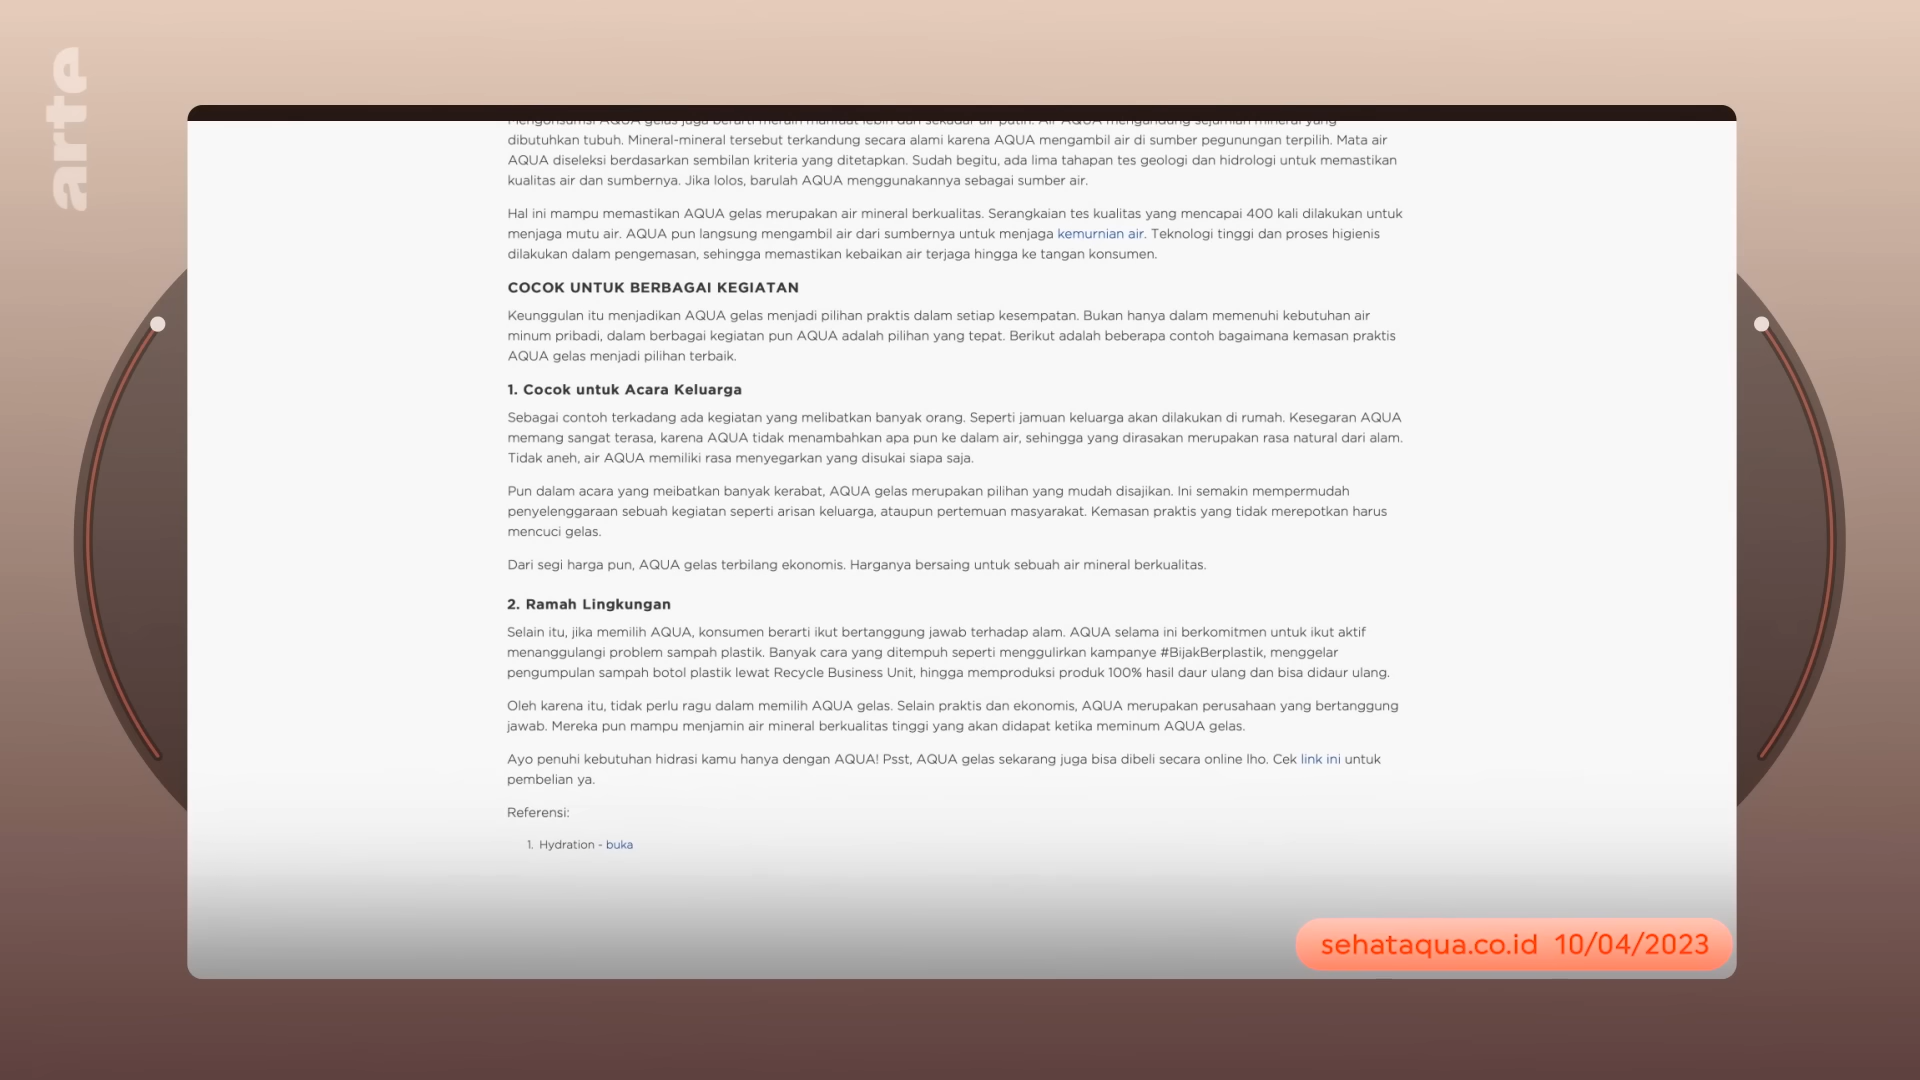 arte
Mengonsumsi AQUA gelas juga berarti meraih manfaat lebih dari sekadar air putih. Air AQUA mengandung sejumlah mineral yang
dibutuhkan tubuh. Mineral-mineral tersebut terkandung secara alami karena AQUA mengambil air di sumber pegunungan terpilih. Mata air
AQUA diseleksi berdasarkan sembilan kriteria yang ditetapkan. Sudah begitu, ada lima tahapan tes geologi dan hidrologi untuk memastikan
kualitas air dan sumbernya. Jika lolos, barulah AQUA menggunakannya sebagai sumber air.
Hal ini mampu memastikan AQUA gelas merupakan air mineral berkualitas. Serangkaian tes kualitas yang mencapai 400 kali dilakukan untuk
menjaga mutu air. AQUA pun langsung mengambil air dari sumbernya untuk menjaga kemurnian air. Teknologi tinggi dan proses higienis
dilakukan dalam pengemasan, sehingga memastikan kebaikan air terjaga hingga ke tangan konsumen.
COCOK UNTUK BERBAGAI KEGIATAN
Keunggulan itu menjadikan AQUA gelas menjadi pilihan praktis dalam setiap kesempatan. Bukan hanya dalam memenuhi kebutuhan air
minum pribadi, dalam berbagai kegiatan pun AQUA adalah pilihan yang tepat. Berikut adalah beberapa contoh bagaimana kemasan praktis
AQUA gelas menjadi pilihan terbaik.
1. Cocok untuk Acara Keluarga
Sebagai contoh terkadang ada kegiatan yang melibatkan banyak orang. Seperti jamuan keluarga akan dilakukan di rumah. Kesegaran AQUA
memang sangat terasa, karena AQUA tidak menambahkan apa pun ke dalam air, sehingga yang dirasakan merupakan rasa natural dari alam.
Tidak aneh, air AQUA memiliki rasa menyegarkan yang disukai siapa saja.
Pun dalam acara yang meibatkan banyak kerabat, AQUA gelas merupakan pilihan yang mudah disajikan. Ini semakin mempermudah
penyelenggaraan sebuah kegiatan seperti arisan keluarga, ataupun pertemuan masyarakat. Kemasan praktis yang tidak merepotkan harus
mencuci gelas.
Dari segi harga pun, AQUA gelas terbilang ekonomis. Harganya bersaing untuk sebuah air mineral berkualitas.
2. Ramah Lingkungan
Selain itu, jika memilih AQUA, konsumen berarti ikut bertanggung jawab terhadap alam. AQUA selama ini berkomitmen untuk ikut aktif
menanggulangi problem sampah plastik. Banyak cara yang ditempuh seperti menggulirkan kampanye #BijakBerplastik, menggelar
pengumpulan sampah botol plastik lewat Recycle Business Unit, hingga memproduksi produk 100% hasil daur ulang dan bisa didaur ulang.
Oleh karena itu, tidak perlu ragu dalam memilih AQUA gelas. Selain praktis dan ekonomis, AQUA merupakan perusahaan yang bertanggung
jawab. Mereka pun mampu menjamin air mineral berkualitas tinggi yang akan didapat ketika meminum AQUA gelas.
Ayo penuhi kebutuhan hidrasi kamu hanya dengan AQUA! Psst, AQUA gelas sekarang juga bisa dibeli secara online lho. Cek link ini untuk
pembelian ya.
Referensi:
1. Hydration - buka
sehataqua.co.id 10/04/2023